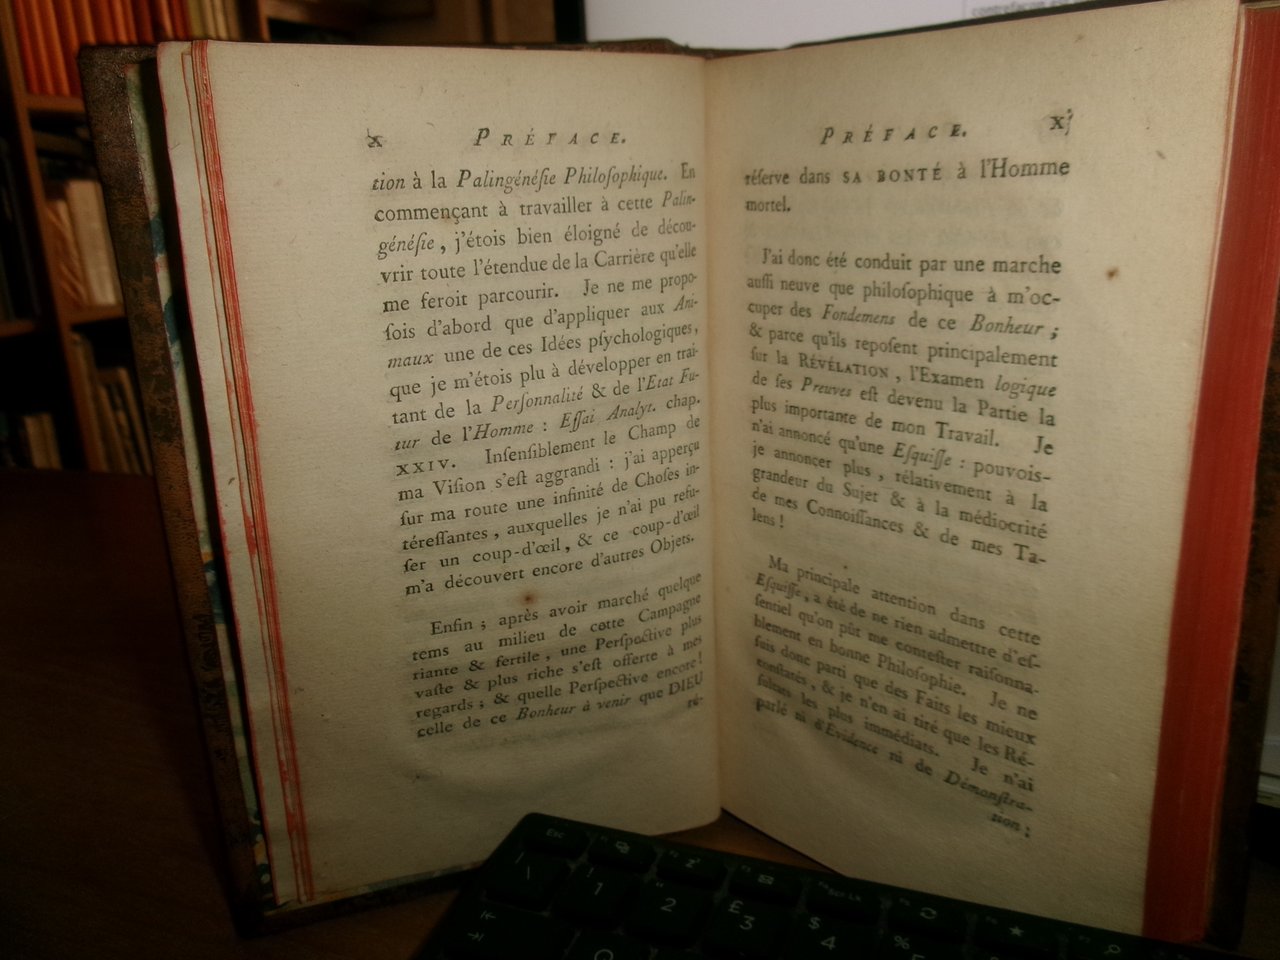 x
PRÉFACE.
tion à la Palingénéſie Philoſophique. En
commençant à travailler à cette Palin-
généſie, j'étois bien éloigné de décou-
vrir toute l'étendue de la Carrière qu'elle
me feroit parcourir. Je ne me propo-
ſois d'abord que d'appliquer aux Ani-
maux une de ces Idées pſychologiques,
que je m'étois plu à développer en trai-
tant de la Perſonnalité & de l'Etat Fu-
tur de l'Homme : Eſſai Analyt. chap.
XXIV. Inſenſiblement le Champ de
ma Viſion s'eſt aggrandi : j'ai apperçu
ſur ma route une infinité de Choſes in-
téreſſantes, auxquelles je n'ai pu refu-
ſer un coup-d'œil, & ce coup-d'œil
m'a découvert encore d'autres Objets.
Enfin ; après avoir marché quelque
tems au milieu de cette Campagne
riante & fertile, une Perſpective plus
vaſte & plus riche s'eſt offerte à mes
regards ; & quelle Perſpective encore !
celle de ce Bonheur à venir que DIEU
ré-
PRÉFACE.
xj
réſerve dans SA BONTÉ à l'Homme
mortel.
J'ai donc été conduit par une marche
auſſi neuve que philoſophique à m'oc-
cuper des Fondemens de ce Bonheur ;
& parce qu'ils repoſent principalement
ſur la RÉVÉLATION, l'Examen logique
de ſes Preuves eſt devenu la Partie la
plus importante de mon Travail. Je
n'ai annoncé qu'une Eſquiſſe : pouvois-
je annoncer plus, rélativement à la
grandeur du Sujet & à la médiocrité
de mes Connoiſſances & de mes Ta-
lens !
Ma principale attention dans cette
Eſquiſſe, a été de ne rien admettre d'eſ-
ſentiel qu'on pût me conteſter raiſonna-
blement en bonne Philoſophie. Je ne
ſuis donc parti que des Faits les mieux
conſtatés, & je n'en ai tiré que les Ré-
ſultats les plus immédiats. Je n'ai
parlé ni d'Evidence ni de Démonſtra-
tion ;
Esc
\
!
1
2
£
3
$
4
%